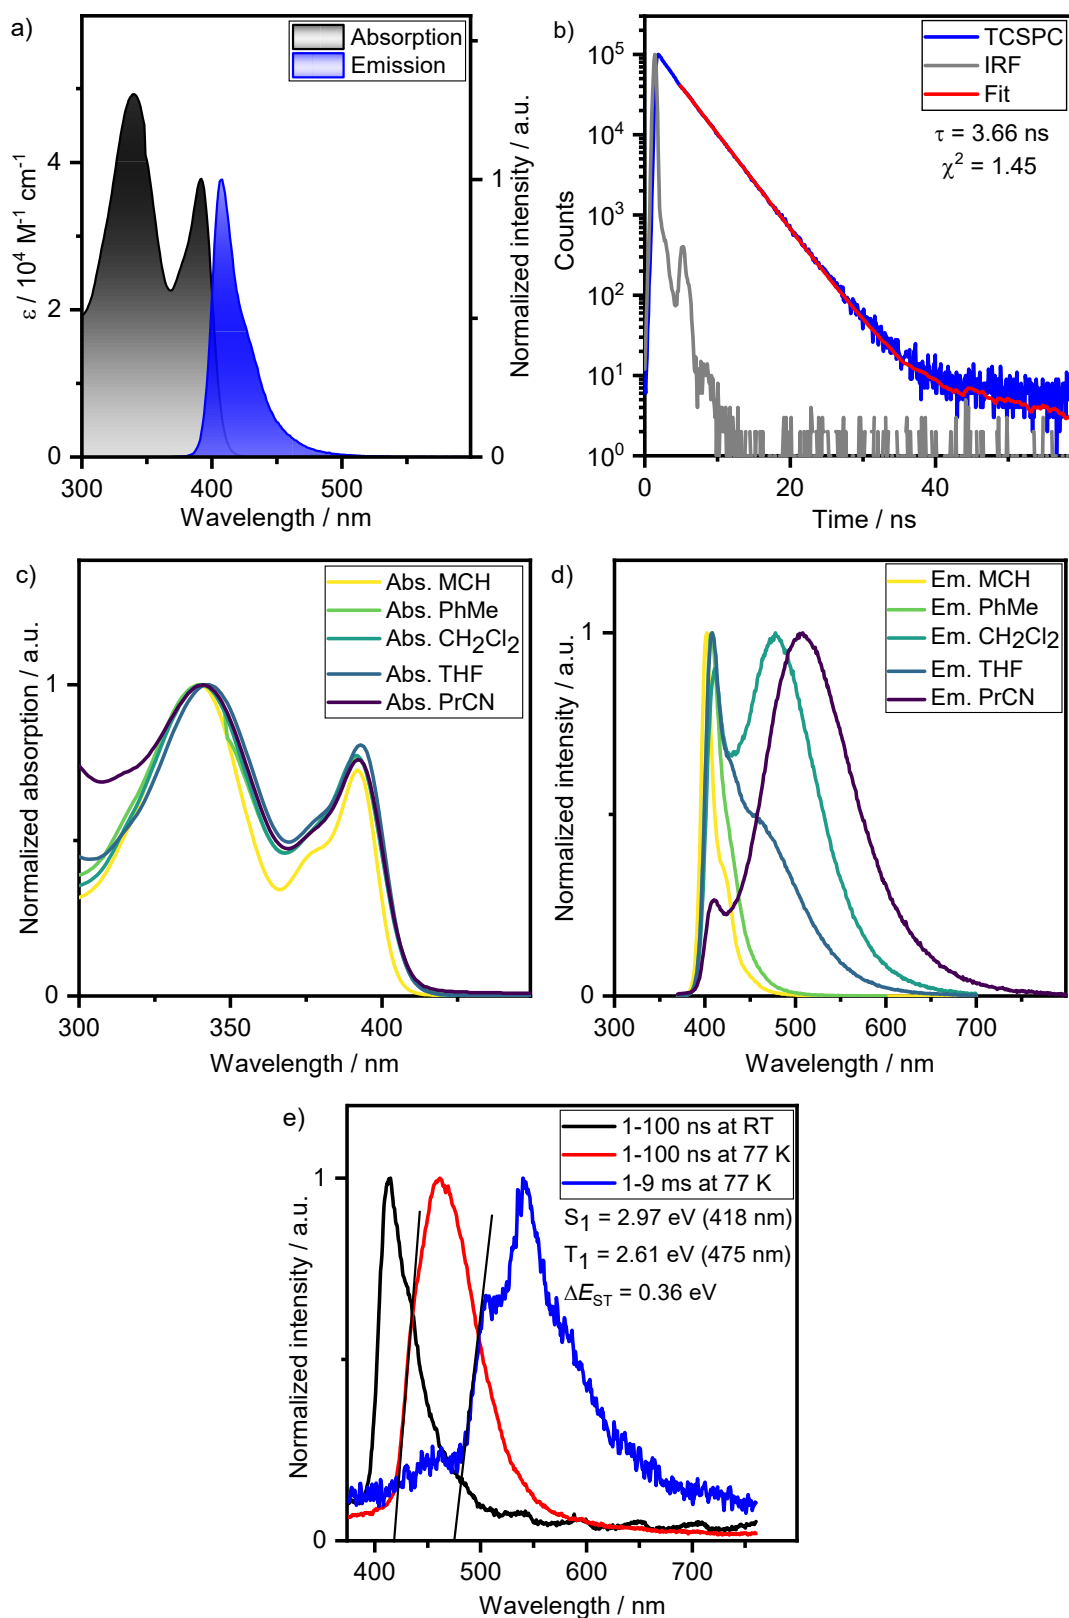 a)
Absorption
Emission
ε / 10⁴ M⁻¹ cm⁻¹
4
2
0
Normalized intensity / a.u.
1
0
300
400
500
Wavelength / nm
b)
TCSPC
IRF
Fit
τ = 3.66 ns
χ² = 1.45
Counts
10⁵
10⁴
10³
10²
10¹
10⁰
0
20
40
Time / ns
c)
Abs. MCH
Abs. PhMe
Abs. CH₂Cl₂
Abs. THF
Abs. PrCN
Normalized absorption / a.u.
1
0
300
350
400
Wavelength / nm
d)
Em. MCH
Em. PhMe
Em. CH₂Cl₂
Em. THF
Em. PrCN
Normalized intensity / a.u.
1
0
300
400
500
600
700
Wavelength / nm
e)
1-100 ns at RT
1-100 ns at 77 K
1-9 ms at 77 K
S₁ = 2.97 eV (418 nm)
T₁ = 2.61 eV (475 nm)
ΔE_ST = 0.36 eV
Normalized intensity / a.u.
1
0
400
500
600
700
Wavelength / nm